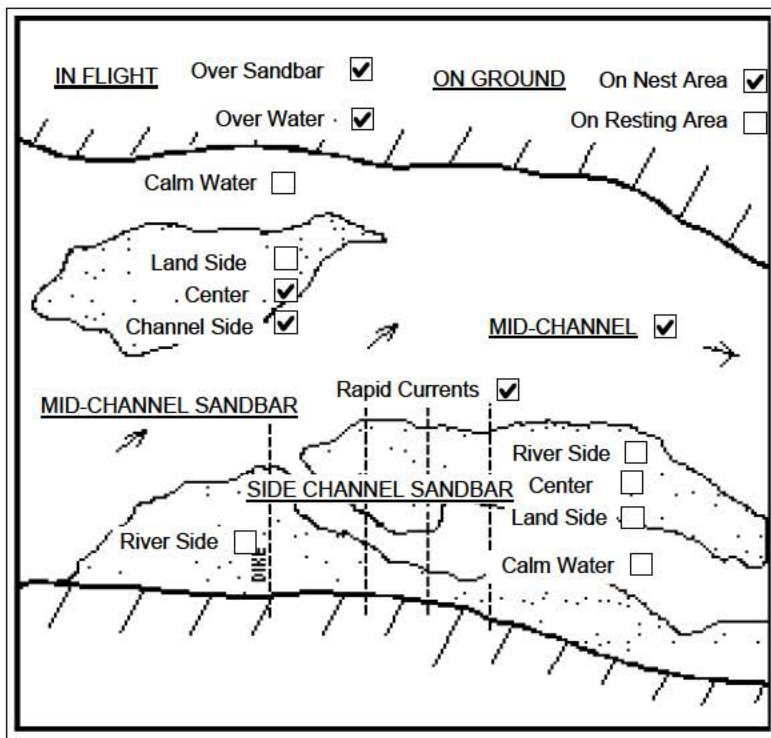 IN FLIGHT Over Sandbar ON GROUND On Nest Area
Over Water On Resting Area
Calm Water
Land Side
Center
Channel Side MID-CHANNEL
Rapid Currents
MID-CHANNEL SANDBAR
River Side
SIDE CHANNEL SANDBAR Center
Land Side
River Side
DIKE
Calm Water